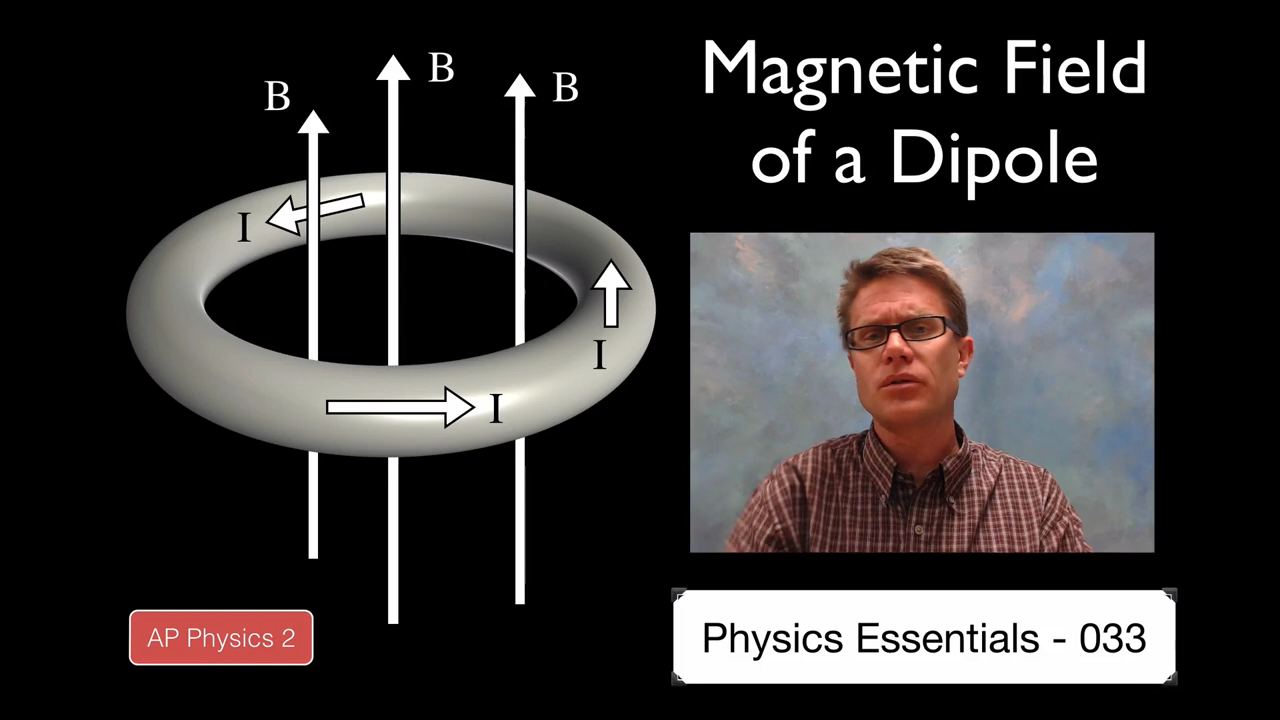 Magnetic Field
of a Dipole
B
B
B
I
I
I
AP Physics 2
Physics Essentials - 033